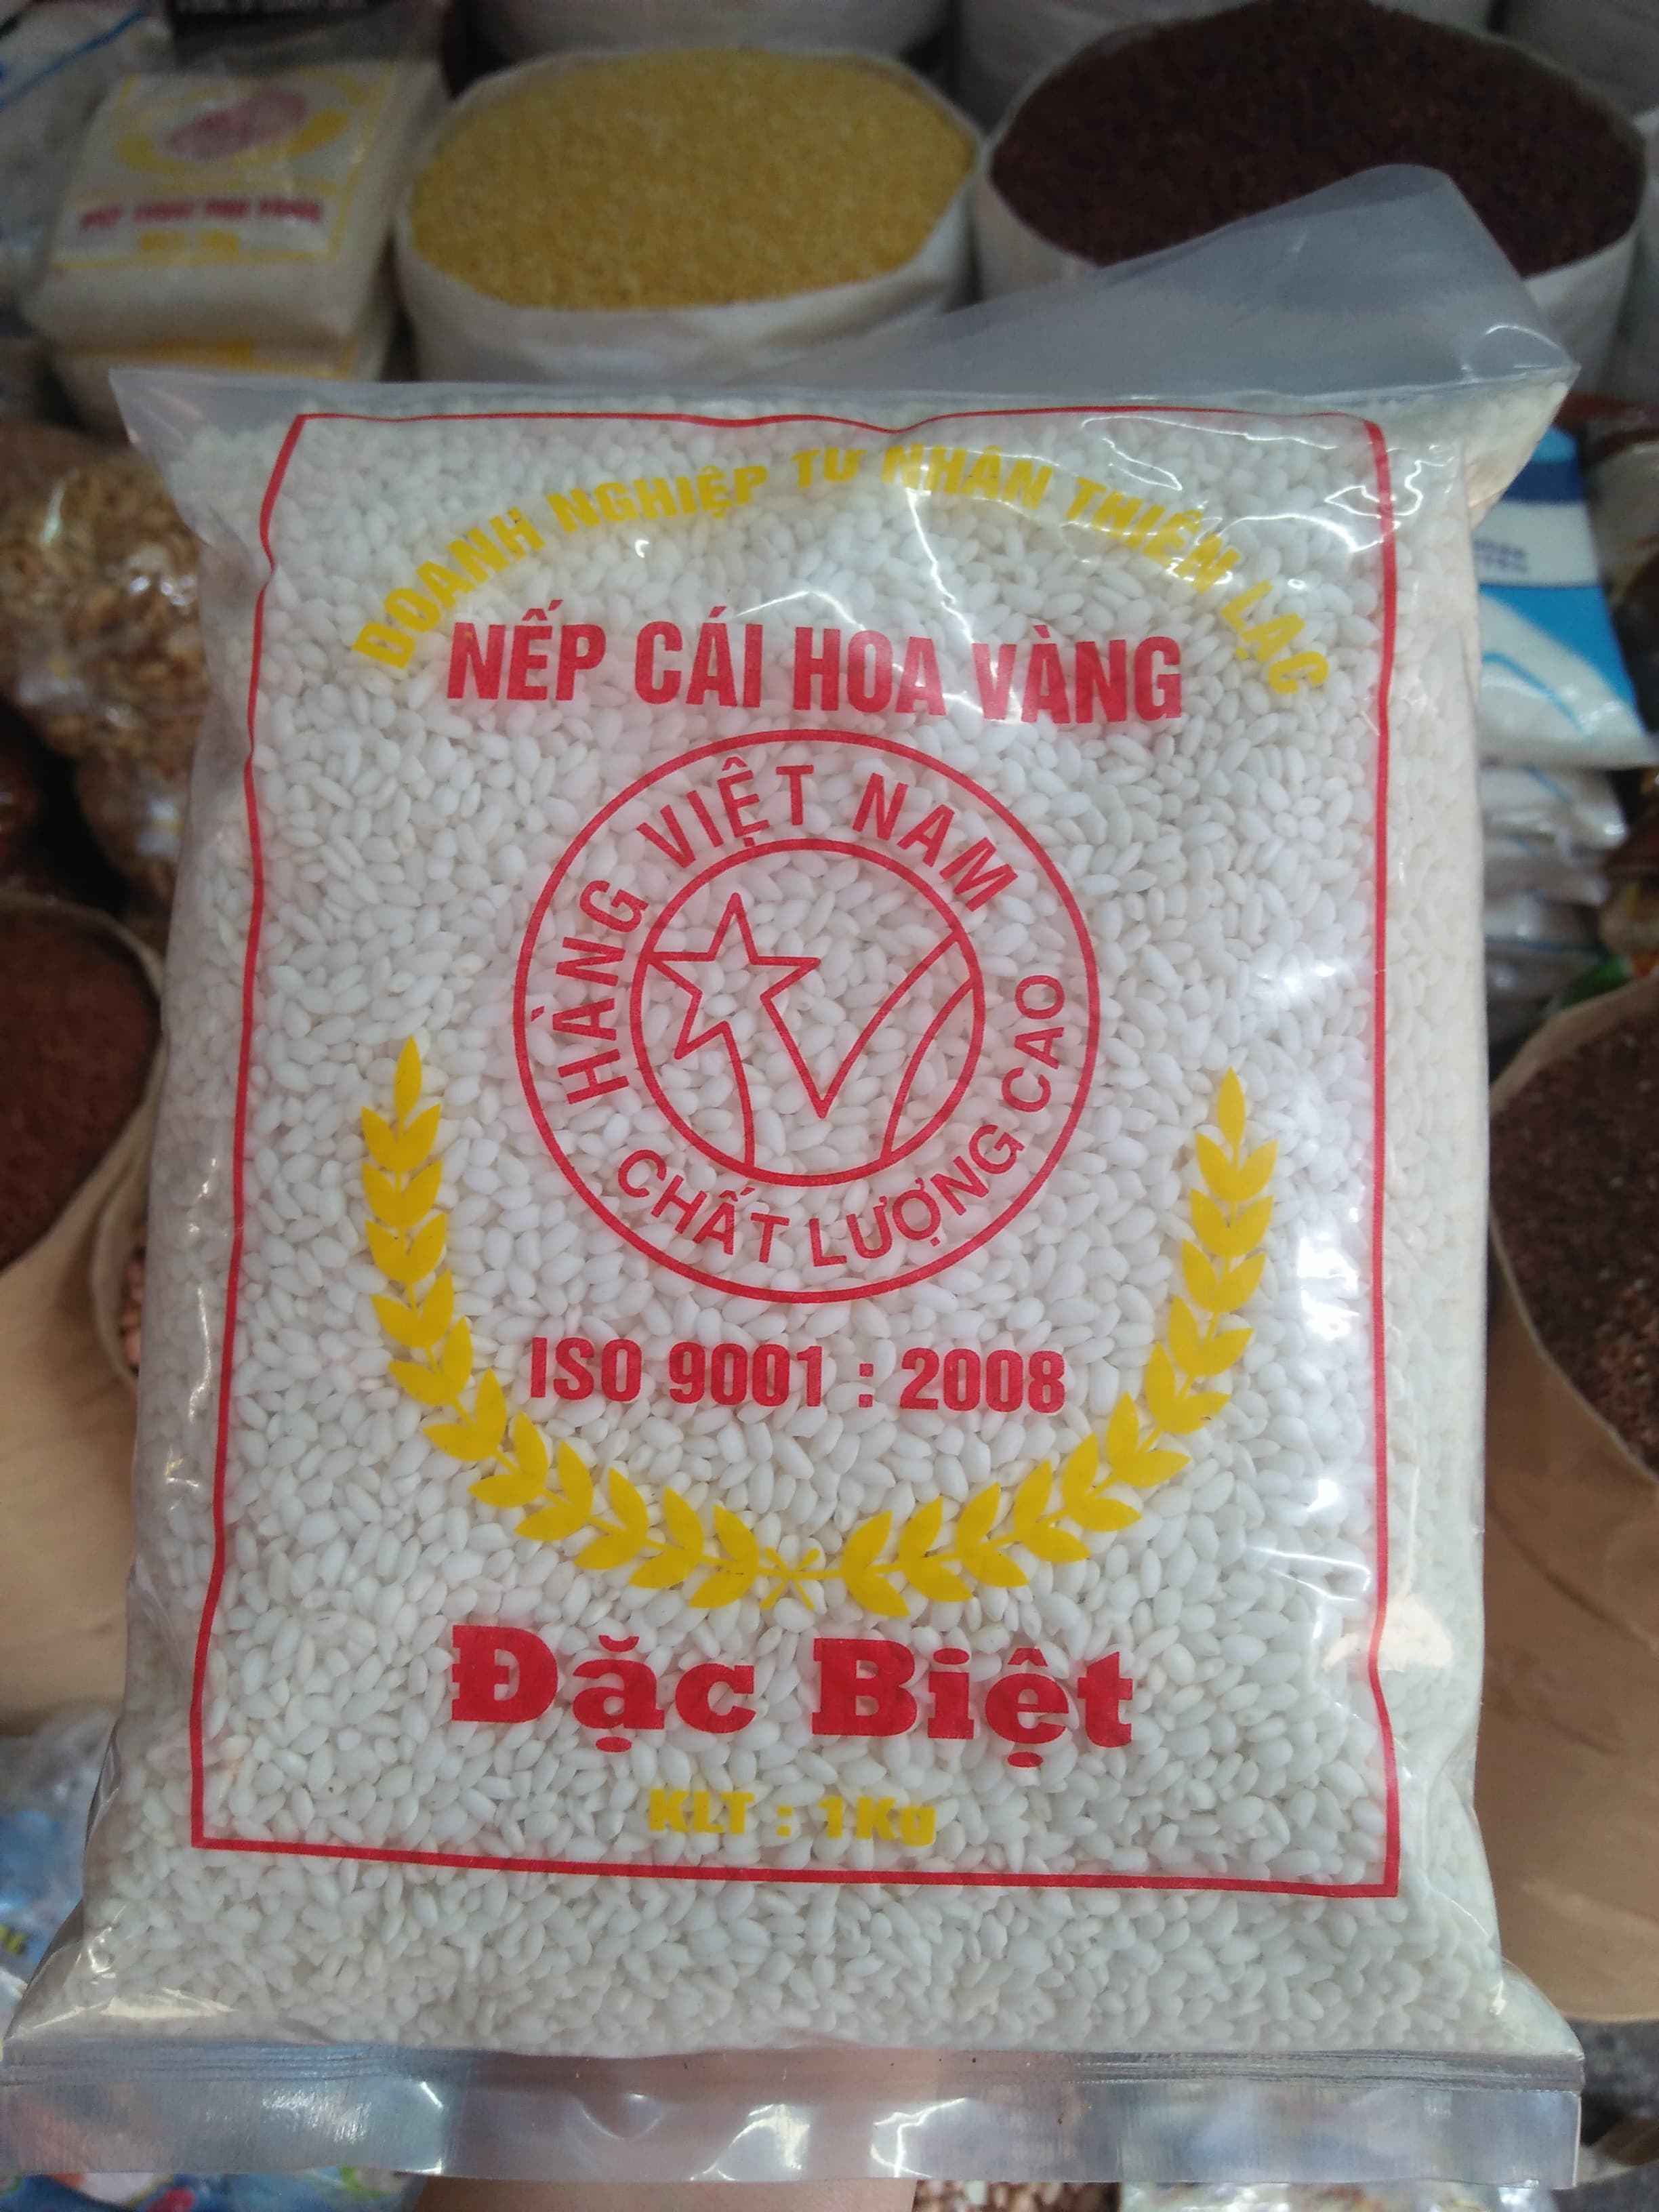 DOANH NGHIỆP TƯ NHÂN THIÊN LẠC
NẾP CÁI HOA VÀNG
HÀNG VIỆT NAM
CHẤT LƯỢNG CAO
ISO 9001 : 2008
Đặc Biệt
KLT : 1Kg